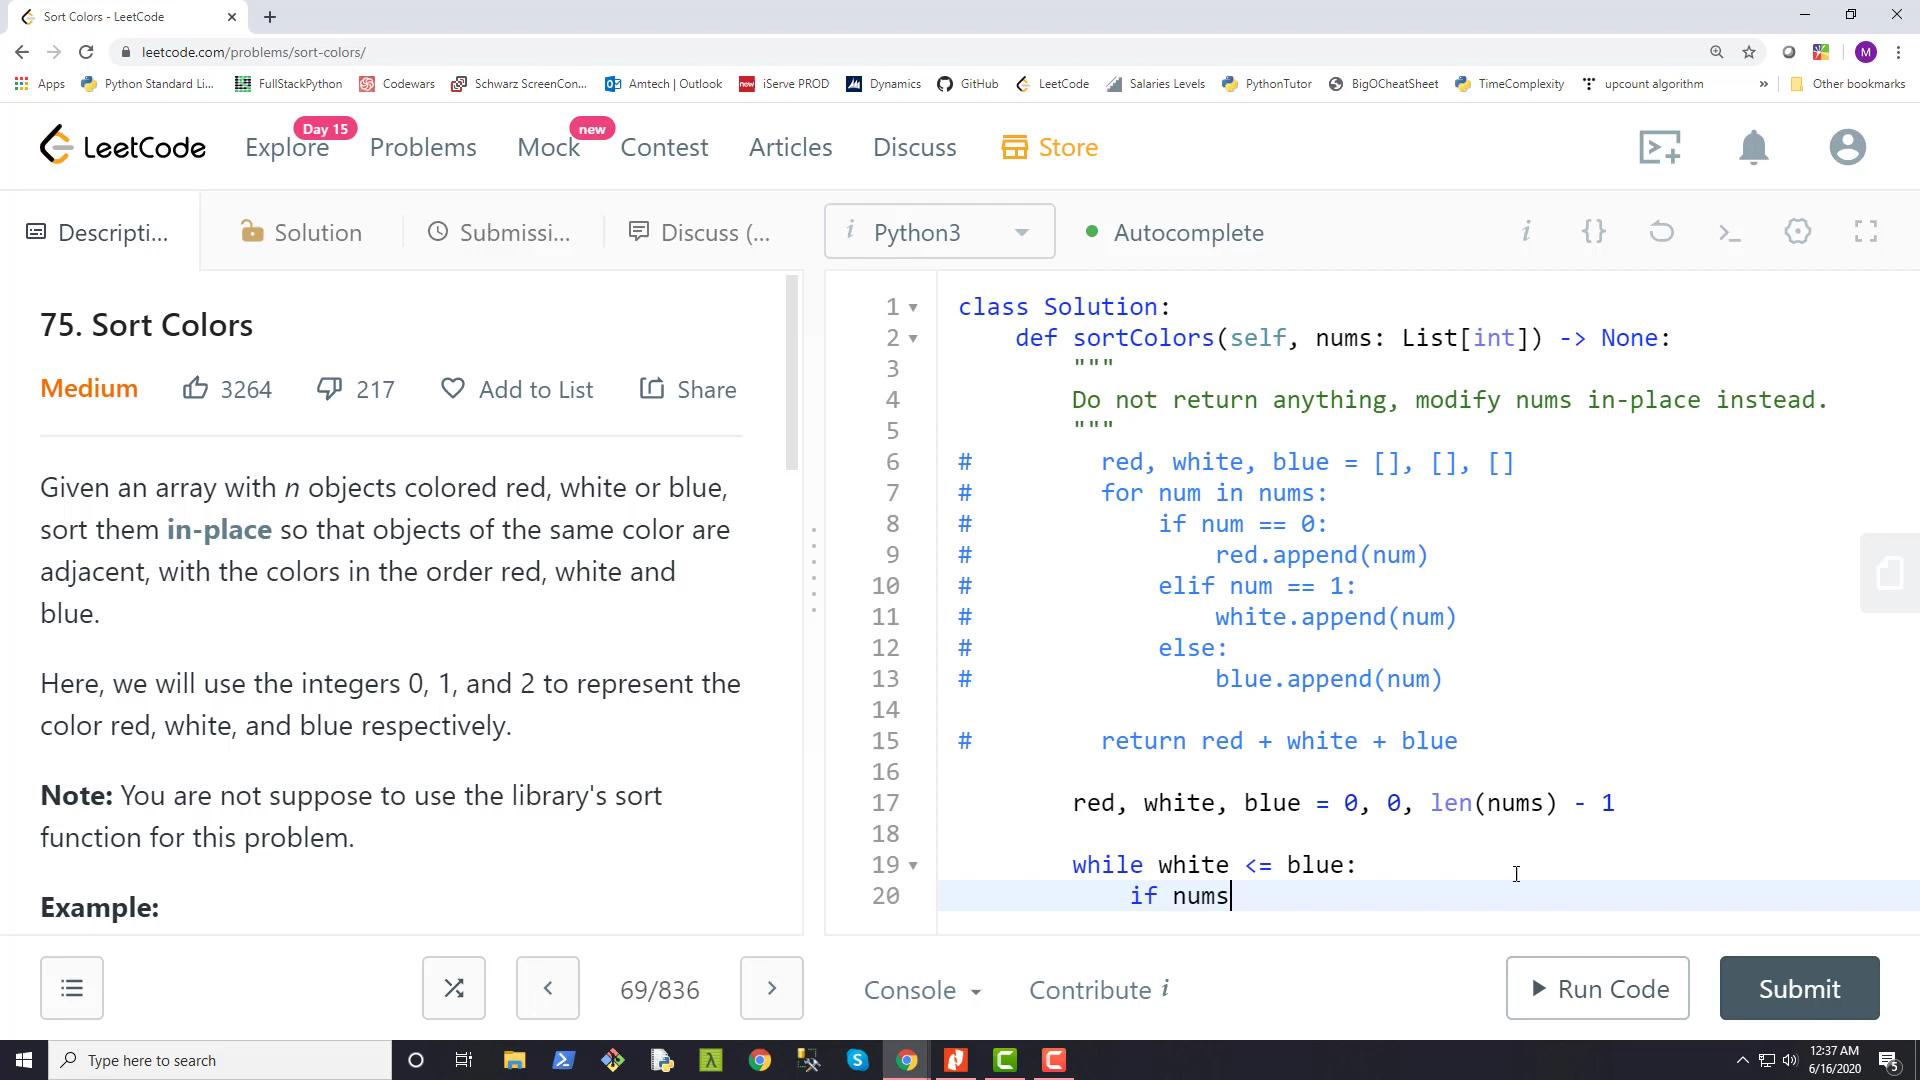 Sort Colors - LeetCode
leetcode.com/problems/sort-colors/
M
Apps Python Standard Li... FullStackPython Codewars Schwarz ScreenCon... Amtech | Outlook iServe PROD Dynamics GitHub LeetCode Salaries Levels PythonTutor BigOCheatSheet TimeComplexity upcount algorithm » Other bookmarks
LeetCode Explore Day 15 Problems Mock new Contest Articles Discuss Store
Descripti... Solution Submissi... Discuss (...
Python3 Autocomplete
75. Sort Colors
Medium 3264 217 Add to List Share
Given an array with n objects colored red, white or blue,
sort them in-place so that objects of the same color are
adjacent, with the colors in the order red, white and
blue.
Here, we will use the integers 0, 1, and 2 to represent the
color red, white, and blue respectively.
Note: You are not suppose to use the library's sort
function for this problem.
Example:
1 class Solution:
2 def sortColors(self, nums: List[int]) -> None:
3 """
4 Do not return anything, modify nums in-place instead.
5 """
6 # red, white, blue = [], [], []
7 # for num in nums:
8 # if num == 0:
9 # red.append(num)
10 # elif num == 1:
11 # white.append(num)
12 # else:
13 # blue.append(num)
14
15 # return red + white + blue
16
17 red, white, blue = 0, 0, len(nums) - 1
18
19 while white <= blue:
20 if nums
69/836
Console Contribute i
Run Code Submit
Type here to search
12:37 AM
6/16/2020
5